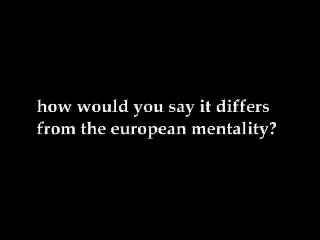 how would you say it differs
from the european mentality?